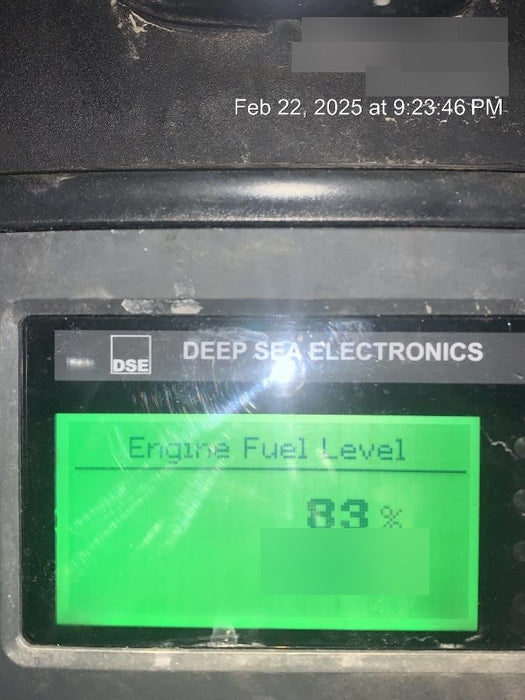 Feb 22, 2025 at 9:23:46 PM
DSE
DEEP SEA ELECTRONICS
Engine Fuel Level
83 %